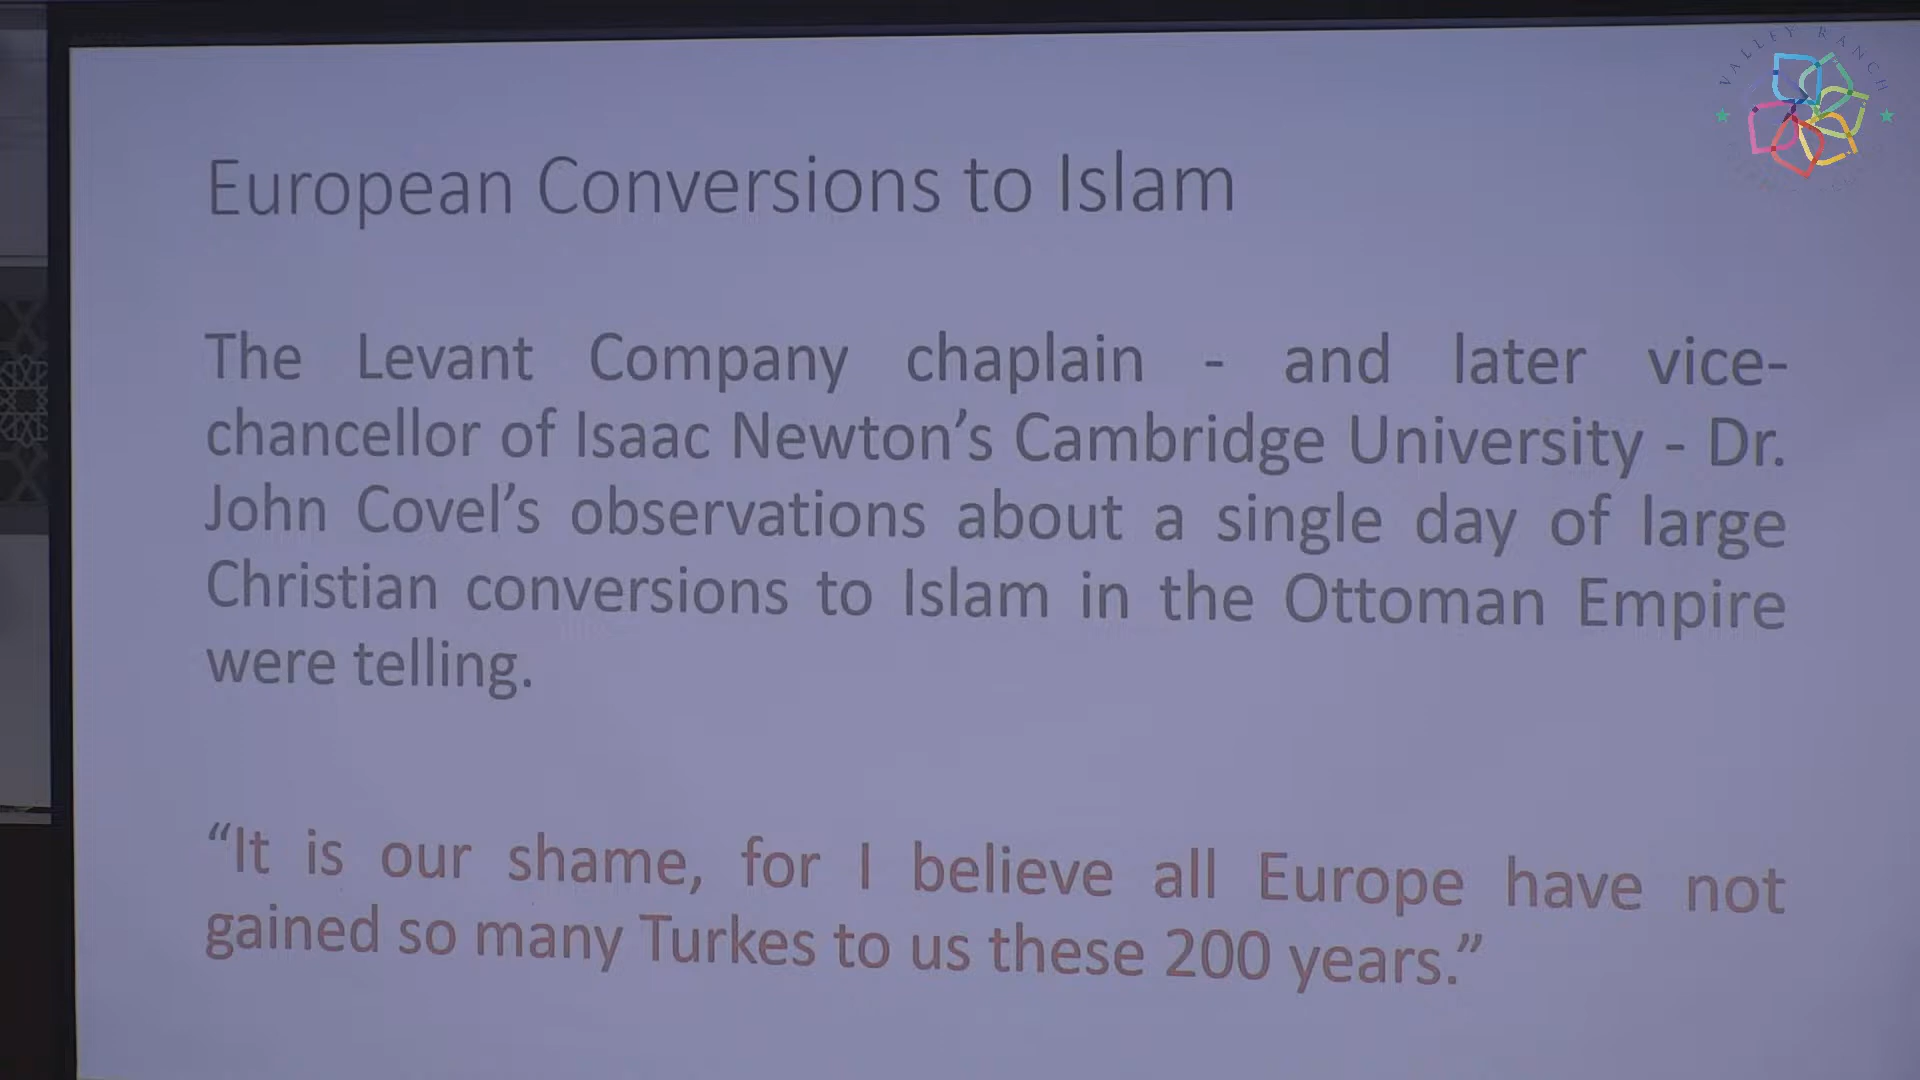 VALLEY RANCH
European Conversions to Islam
The Levant Company chaplain - and later vice-
chancellor of Isaac Newton's Cambridge University - Dr.
John Covel's observations about a single day of large
Christian conversions to Islam in the Ottoman Empire
were telling.
“It is our shame, for I believe all Europe have not
gained so many Turkes to us these 200 years.”